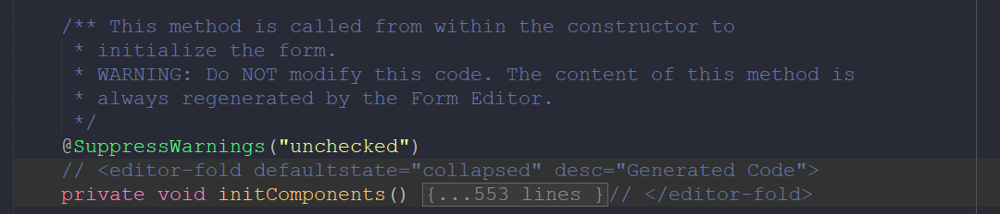 /** This method is called from within the constructor to
* initialize the form.
* WARNING: Do NOT modify this code. The content of this method is
* always regenerated by the Form Editor.
*/
@SuppressWarnings("unchecked")
// <editor-fold defaultstate="collapsed" desc="Generated Code">
private void initComponents() {...553 lines }// </editor-fold>